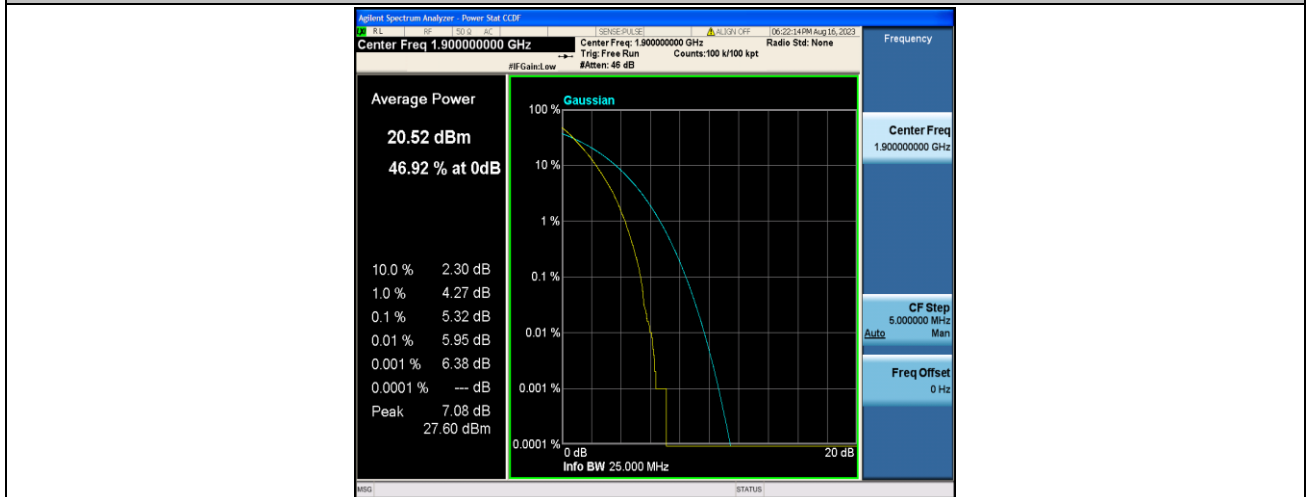 Agilent Spectrum Analyzer - Power Stat CCDF
RL RF 50 Ω AC SENSE:PULSE ALIGN OFF 06:22:14 PM Aug 16, 2023
Center Freq 1.900000000 GHz
Center Freq: 1.900000000 GHz Radio Std: None
Trig: Free Run Counts:100 k/100 kpt
#IFGain:Low #Atten: 46 dB
Frequency
Average Power
20.52 dBm
46.92 % at 0dB
10.0 % 2.30 dB
1.0 % 4.27 dB
0.1 % 5.32 dB
0.01 % 5.95 dB
0.001 % 6.38 dB
0.0001 % --- dB
Peak 7.08 dB
27.60 dBm
Gaussian
100 %
10 %
1 %
0.1 %
0.01 %
0.001 %
0.0001 %
0 dB 20 dB
Info BW 25.000 MHz
Center Freq
1.900000000 GHz
CF Step
5.000000 MHz
Auto Man
Freq Offset
0 Hz
MSG STATUS